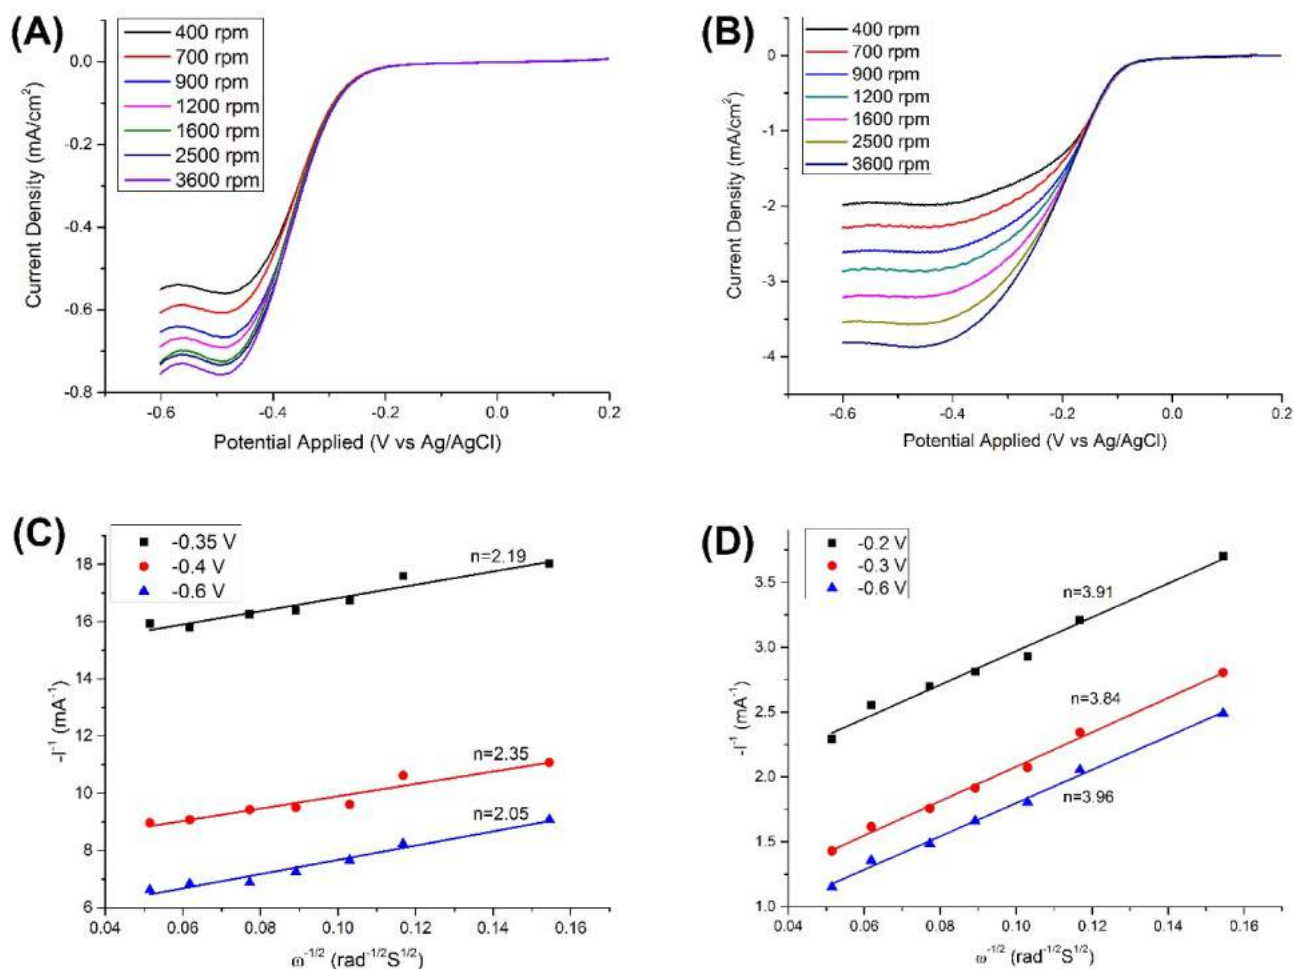 (A)
400 rpm
700 rpm
900 rpm
1200 rpm
1600 rpm
2500 rpm
3600 rpm
0.0
-0.2
-0.4
-0.6
-0.8
Current Density (mA/cm²)
-0.6
-0.4
-0.2
0.0
0.2
Potential Applied (V vs Ag/AgCl)
(B)
400 rpm
700 rpm
900 rpm
1200 rpm
1600 rpm
2500 rpm
3600 rpm
0
-1
-2
-3
-4
Current Density (mA/cm²)
-0.6
-0.4
-0.2
0.0
0.2
Potential Applied (V vs Ag/AgCl)
(C)
-0.35 V
-0.4 V
-0.6 V
n=2.19
n=2.35
n=2.05
18
16
14
12
10
8
6
-I⁻¹ (mA⁻¹)
0.04
0.06
0.08
0.10
0.12
0.14
0.16
ω⁻¹/² (rad⁻¹/²S¹/²)
(D)
-0.2 V
-0.3 V
-0.6 V
n=3.91
n=3.84
n=3.96
3.5
3.0
2.5
2.0
1.5
1.0
-I⁻¹ (mA⁻¹)
0.04
0.06
0.08
0.10
0.12
0.14
0.16
ω⁻¹/² (rad⁻¹/²S¹/²)